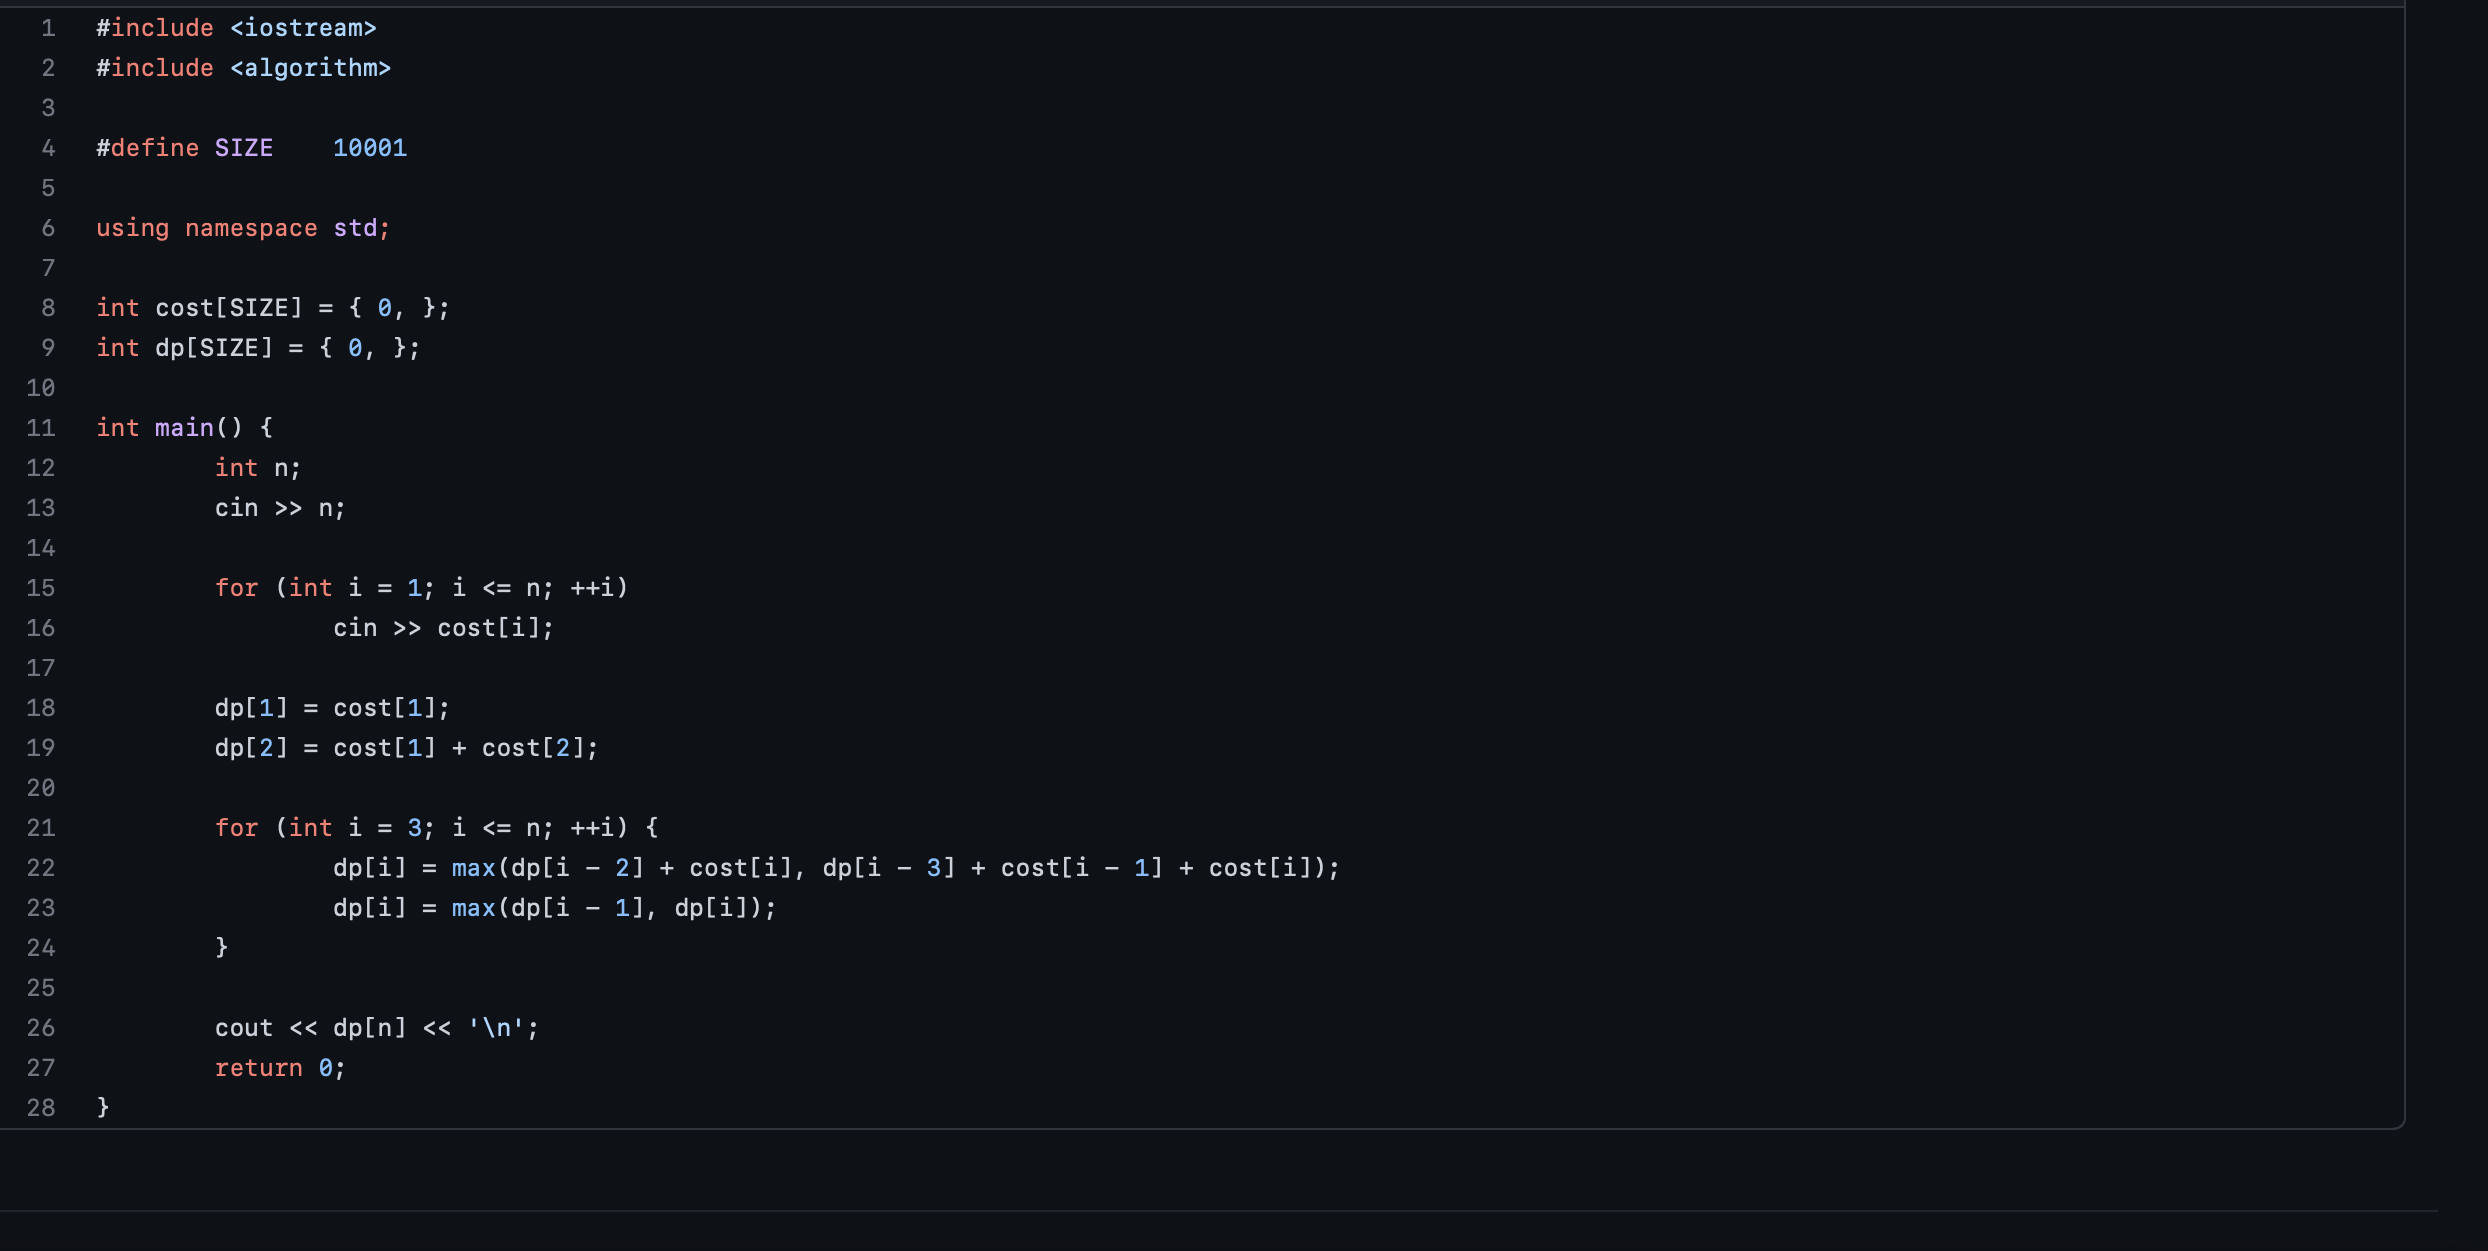 1 #include <iostream>
2 #include <algorithm>
3
4 #define SIZE    10001
5
6 using namespace std;
7
8 int cost[SIZE] = { 0, };
9 int dp[SIZE] = { 0, };
10
11 int main() {
12         int n;
13         cin >> n;
14
15         for (int i = 1; i <= n; ++i)
16                 cin >> cost[i];
17
18         dp[1] = cost[1];
19         dp[2] = cost[1] + cost[2];
20
21         for (int i = 3; i <= n; ++i) {
22                 dp[i] = max(dp[i - 2] + cost[i], dp[i - 3] + cost[i - 1] + cost[i]);
23                 dp[i] = max(dp[i - 1], dp[i]);
24         }
25
26         cout << dp[n] << '\n';
27         return 0;
28 }